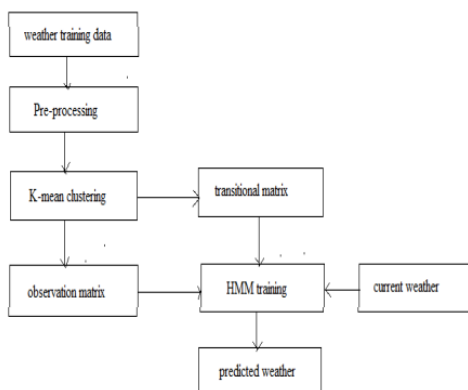 weather training data
Pre-processing
K-mean clustering
transitional matrix
observation matrix
HMM training
current weather
predicted weather